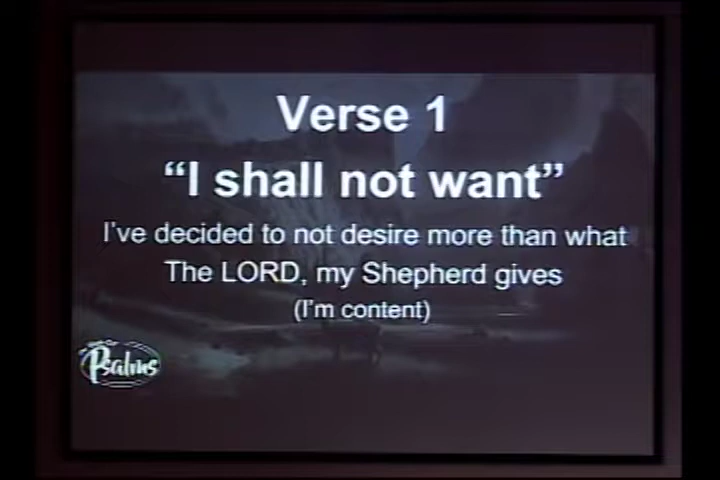 Verse 1
“I shall not want”
I've decided to not desire more than what
The LORD, my Shepherd gives
(I'm content)
Psalms